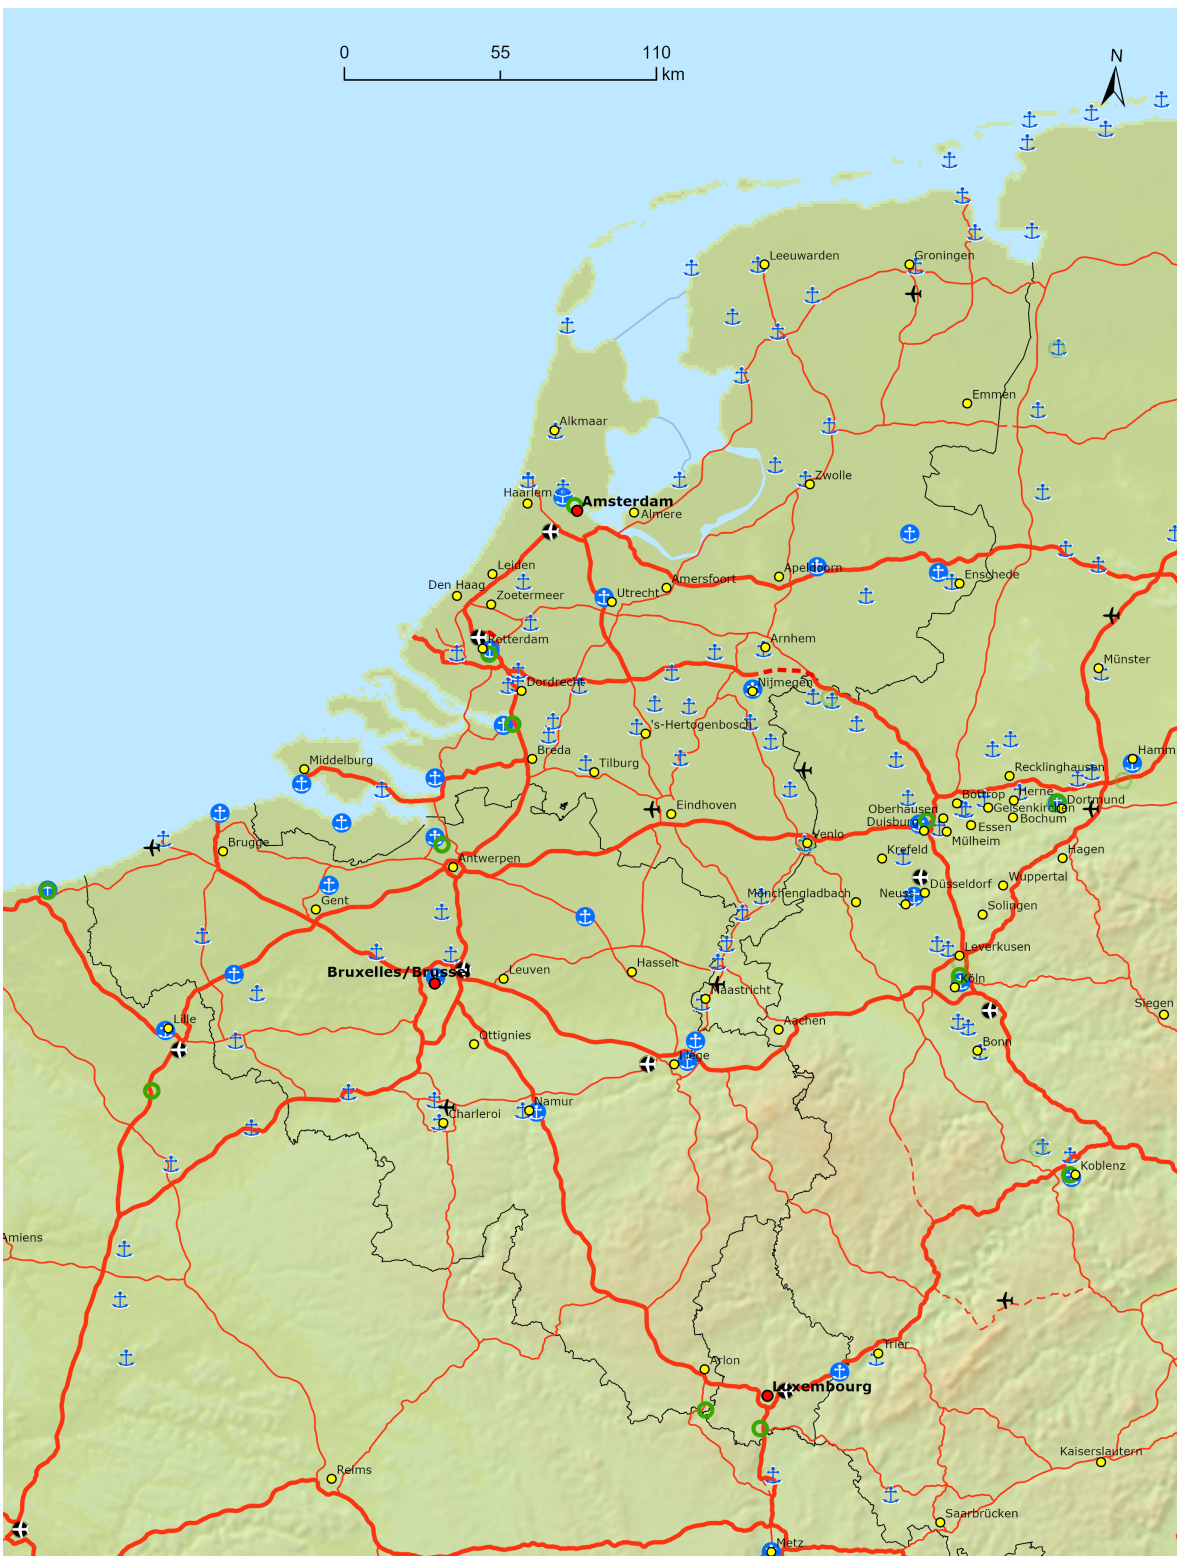 0 55 110
km
N
Leeuwarden
Groningen
Emmen
Alkmaar
Zwolle
Haarlem
Amsterdam
Almere
Leiden
Apeldoorn
Enschede
Den Haag
Amersfoort
Zoetermeer
Utrecht
Rotterdam
Arnhem
Münster
Dordrecht
Nijmegen
's-Hertogenbosch
Breda
Hamm
Middelburg
Tilburg
Recklinghausen
Bottrop
Herne
Dortmund
Eindhoven
Oberhausen
Gelsenkirchen
Duisburg
Bochum
Essen
Venlo
Mülheim
Brugge
Krefeld
Hagen
Antwerpen
Düsseldorf
Wuppertal
Mönchengladbach
Neuss
Gent
Solingen
Leverkusen
Bruxelles/Brussel
Leuven
Hasselt
Köln
Maastricht
Siegen
Lille
Aachen
Ottignies
Bonn
Liège
Namur
Charleroi
Koblenz
Amiens
Trier
Arlon
Luxembourg
Kaiserslautern
Reims
Saarbrücken
Metz